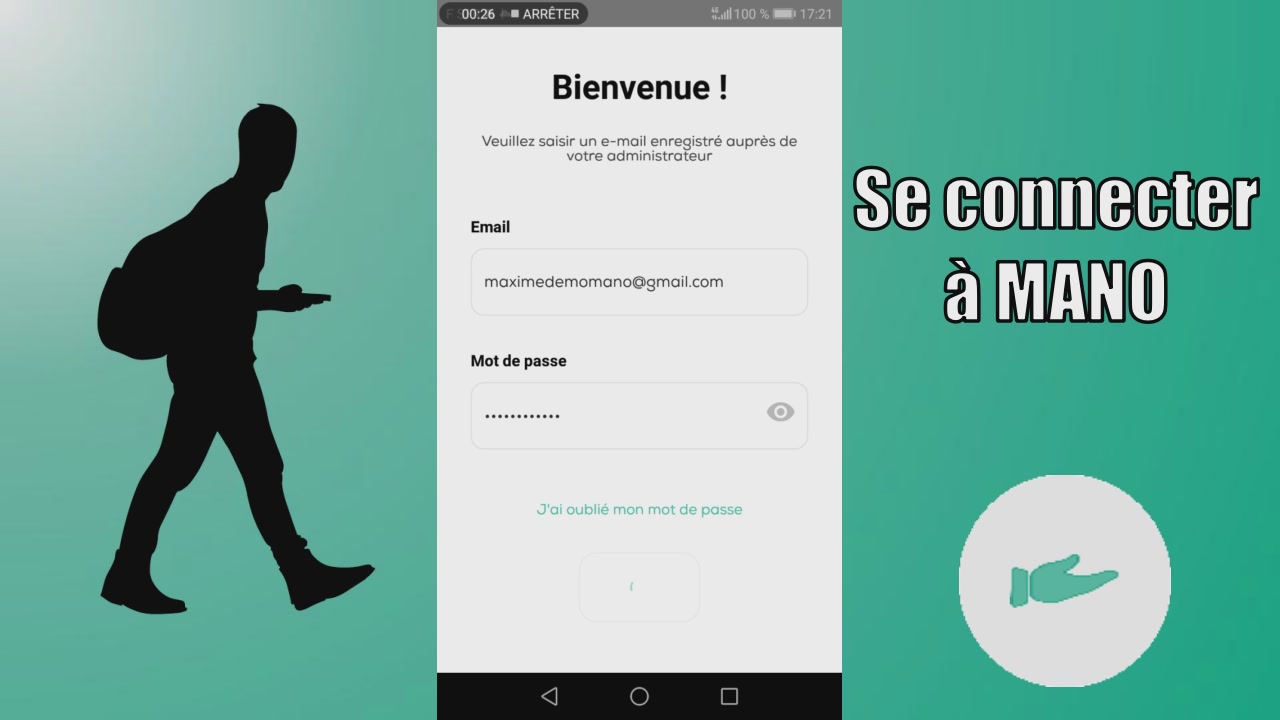 00:26 ARRÊTER
4G 100 % 17:21
Bienvenue !
Veuillez saisir un e-mail enregistré auprès de
votre administrateur
Email
maximedemomano@gmail.com
Mot de passe
••••••••••••
J'ai oublié mon mot de passe
Se connecter
à MANO